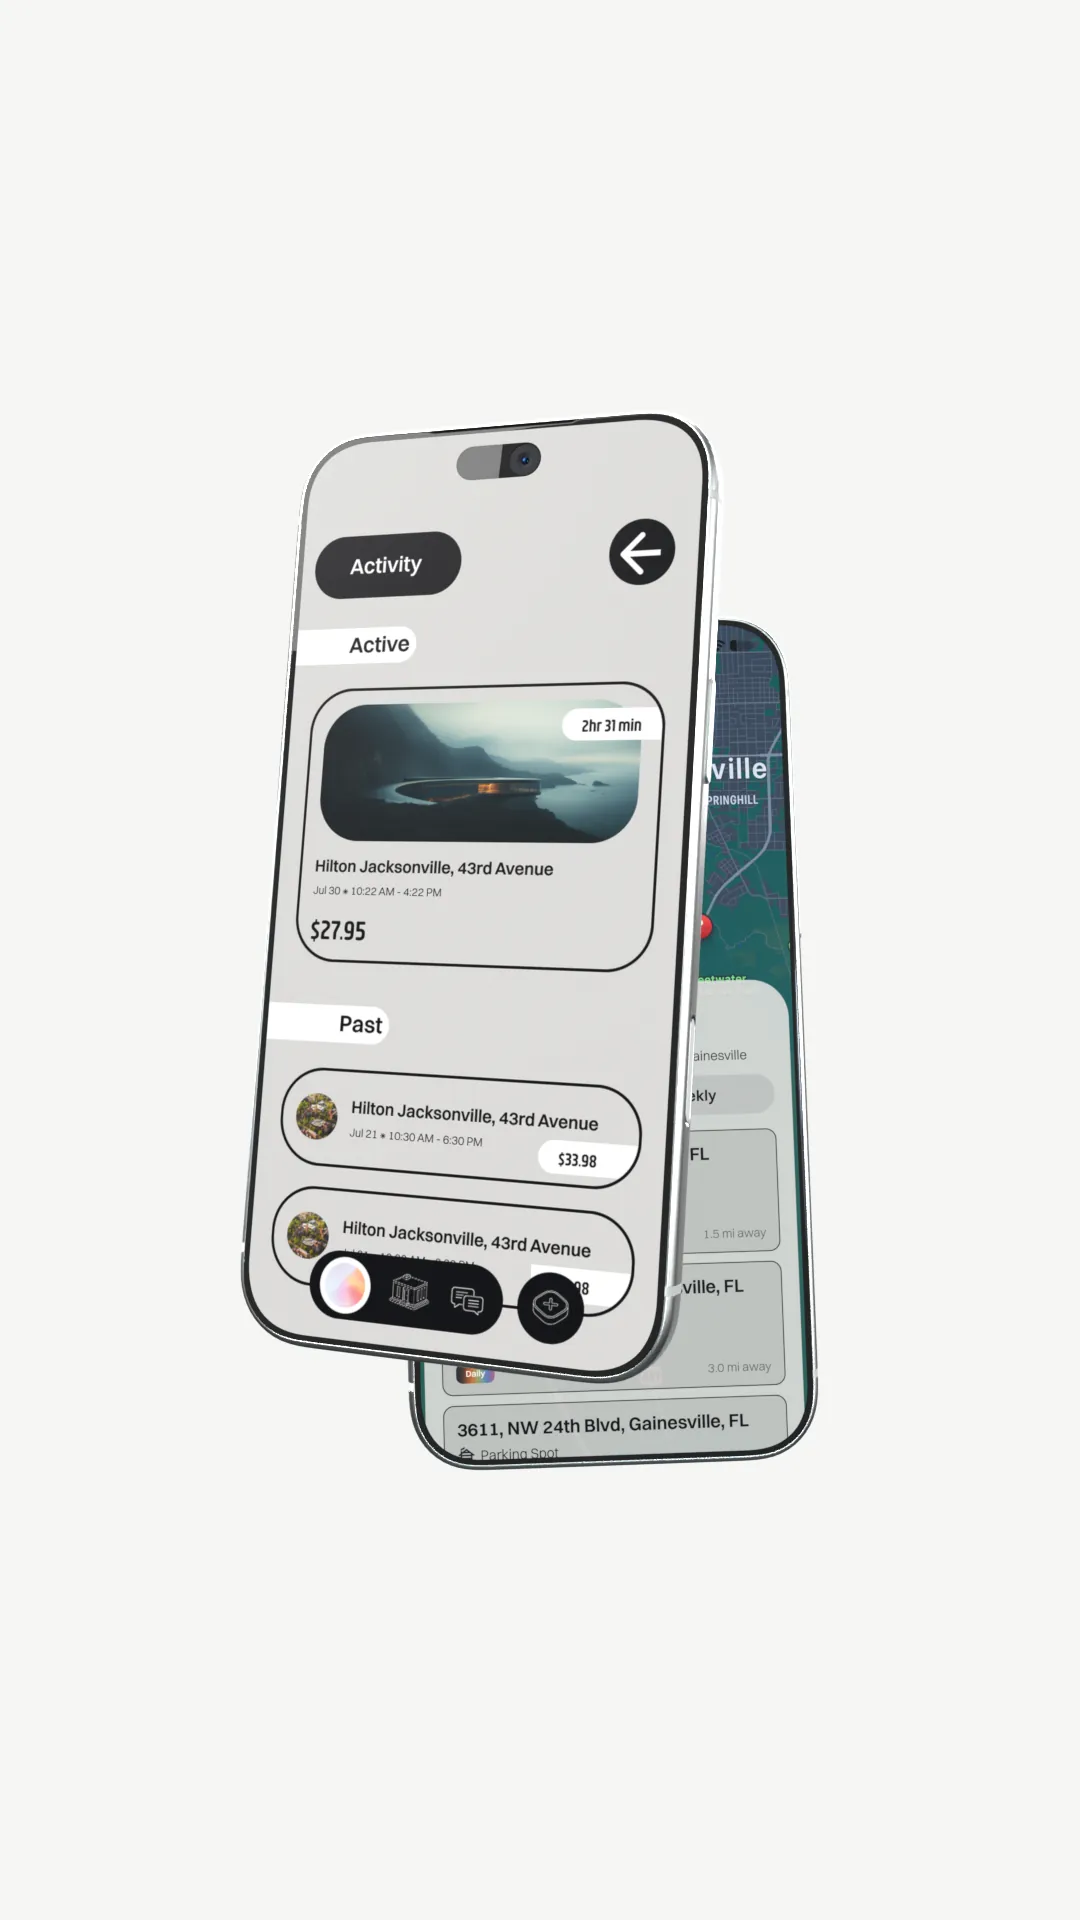 Activity
Active
2hr 31 min
Hilton Jacksonville, 43rd Avenue
Jul 30 • 10:22 AM - 4:22 PM
$27.95
Past
Hilton Jacksonville, 43rd Avenue
Jul 21 • 10:30 AM - 6:30 PM
$33.98
Hilton Jacksonville, 43rd Avenue
98
ville
PRINGHILL
eetwater
ainesville
ekly
FL
1.5 mi away
ville, FL
3.0 mi away
Daily
3611, NW 24th Blvd, Gainesville, FL
Parking Spot